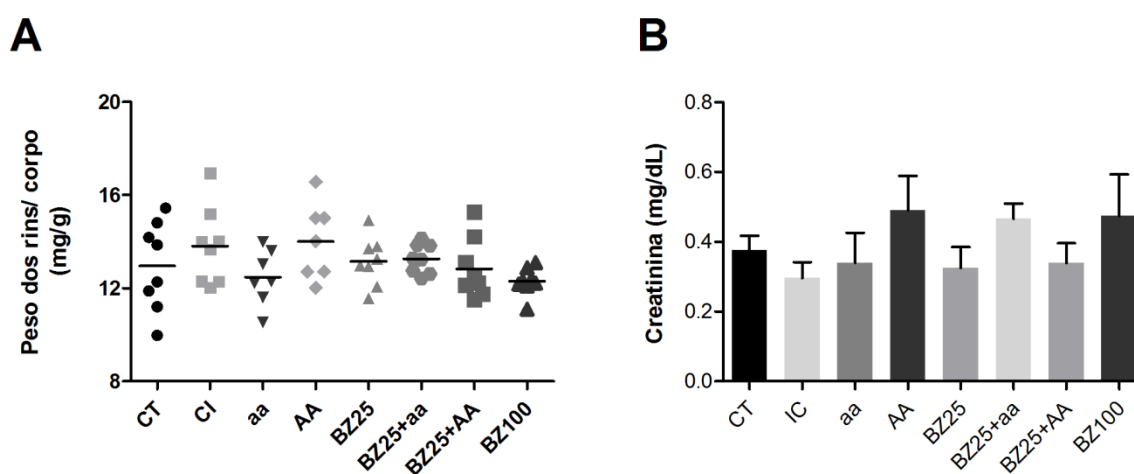 A
Peso dos rins/ corpo
(mg/g)
20
16
12
8
CT
CI
aa
AA
BZ25
BZ25+aa
BZ25+AA
BZ100
B
Creatinina (mg/dL)
0.8
0.6
0.4
0.2
0.0
CT
IC
aa
AA
BZ25
BZ25+aa
BZ25+AA
BZ100